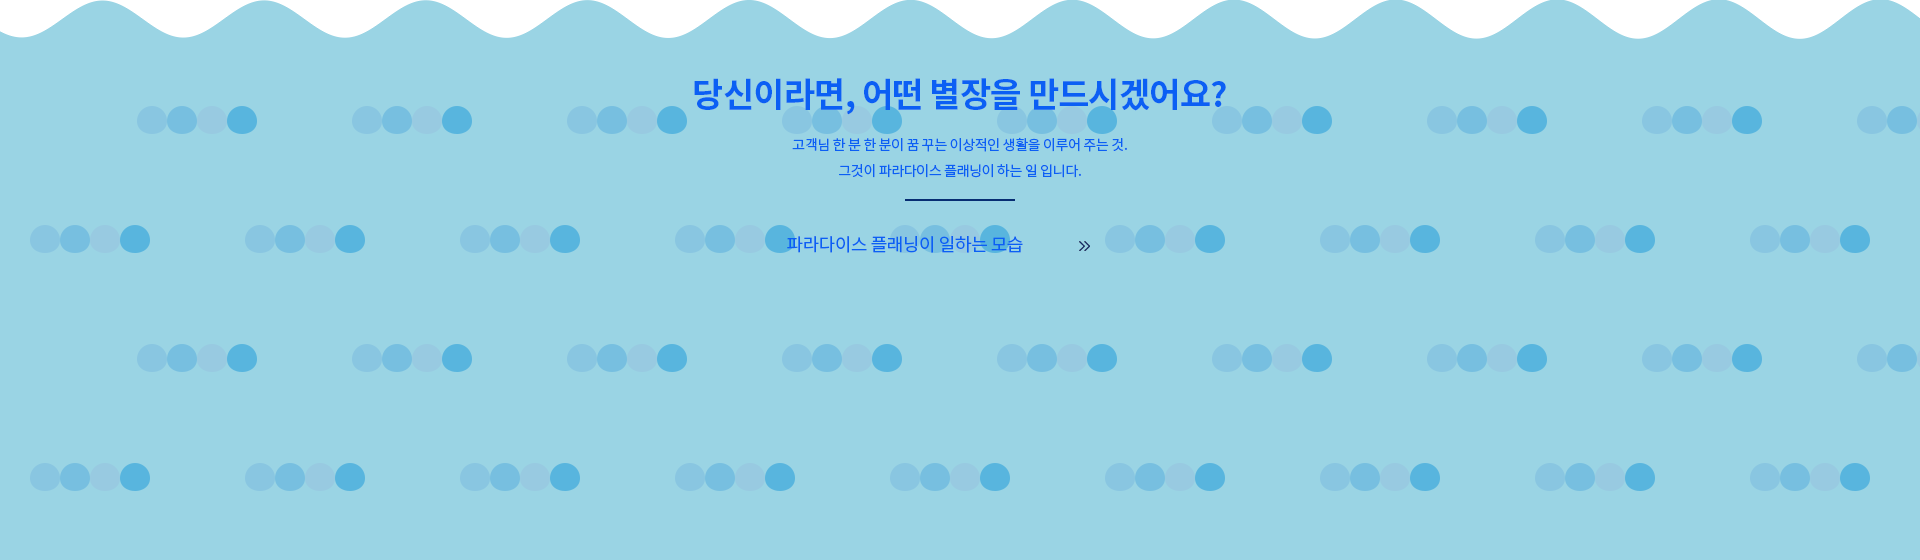 당신이라면, 어떤 별장을 만드시겠어요?
고객님 한 분 한 분이 꿈 꾸는 이상적인 생활을 이루어 주는 것.
그것이 파라다이스 플래닝이 하는 일 입니다.
파라다이스 플래닝이 일하는 모습